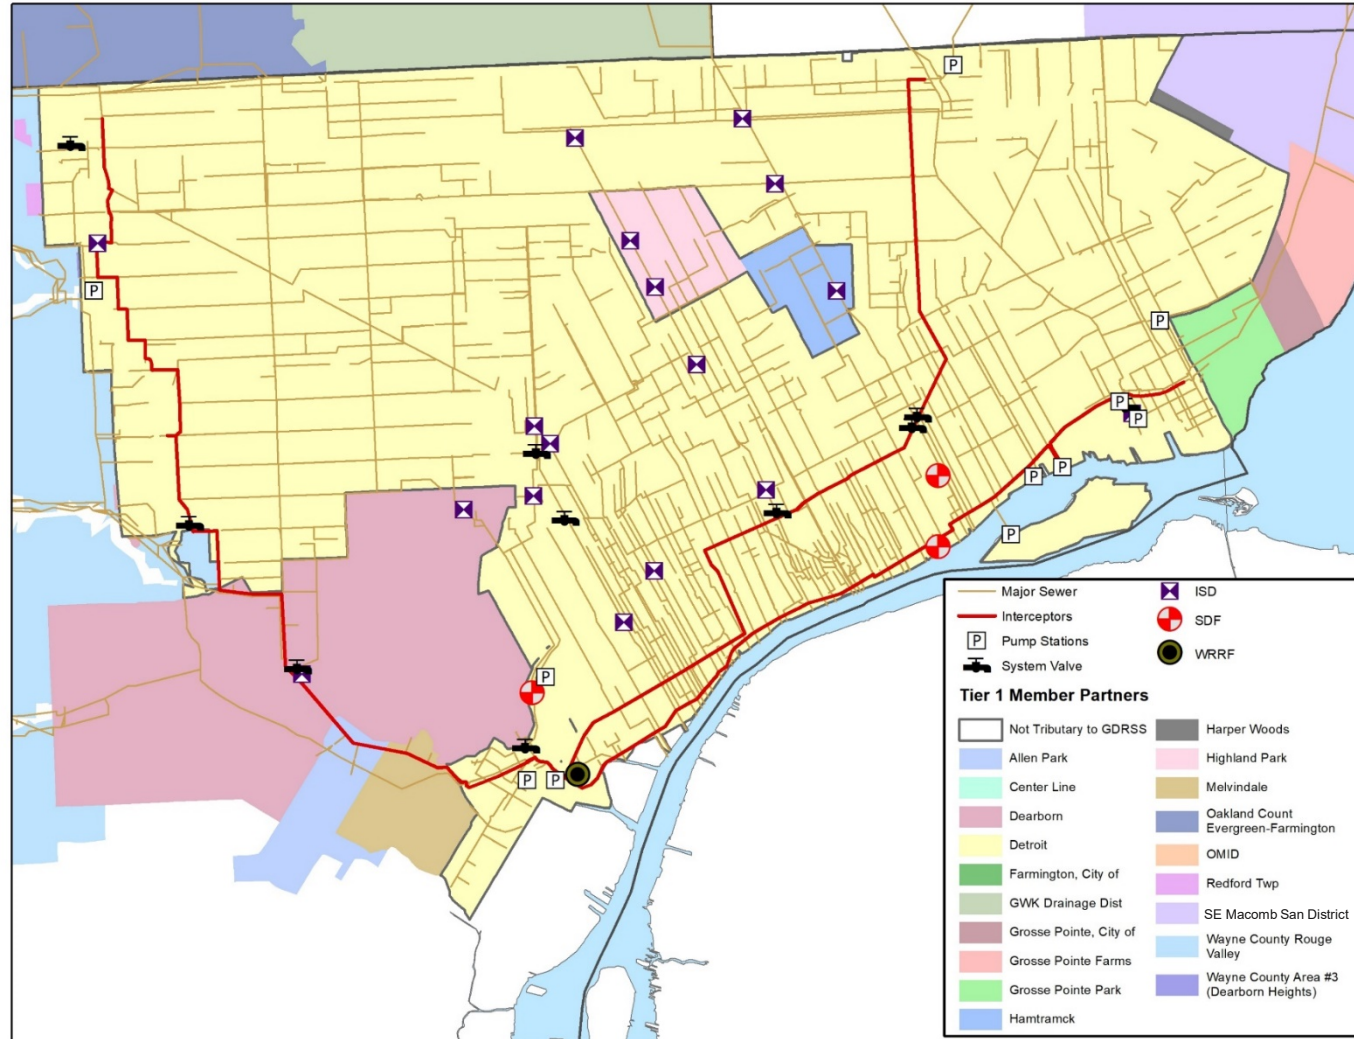 P
P
P
P
P
P
P
P
P
P
P
Major Sewer
Interceptors
P Pump Stations
System Valve
ISD
SDF
WRRF
Tier 1 Member Partners
Not Tributary to GDRSS
Allen Park
Center Line
Dearborn
Detroit
Farmington, City of
GWK Drainage Dist
Grosse Pointe, City of
Grosse Pointe Farms
Grosse Pointe Park
Hamtramck
Harper Woods
Highland Park
Melvindale
Oakland Count
Evergreen-Farmington
OMID
Redford Twp
SE Macomb San District
Wayne County Rouge
Valley
Wayne County Area #3
(Dearborn Heights)